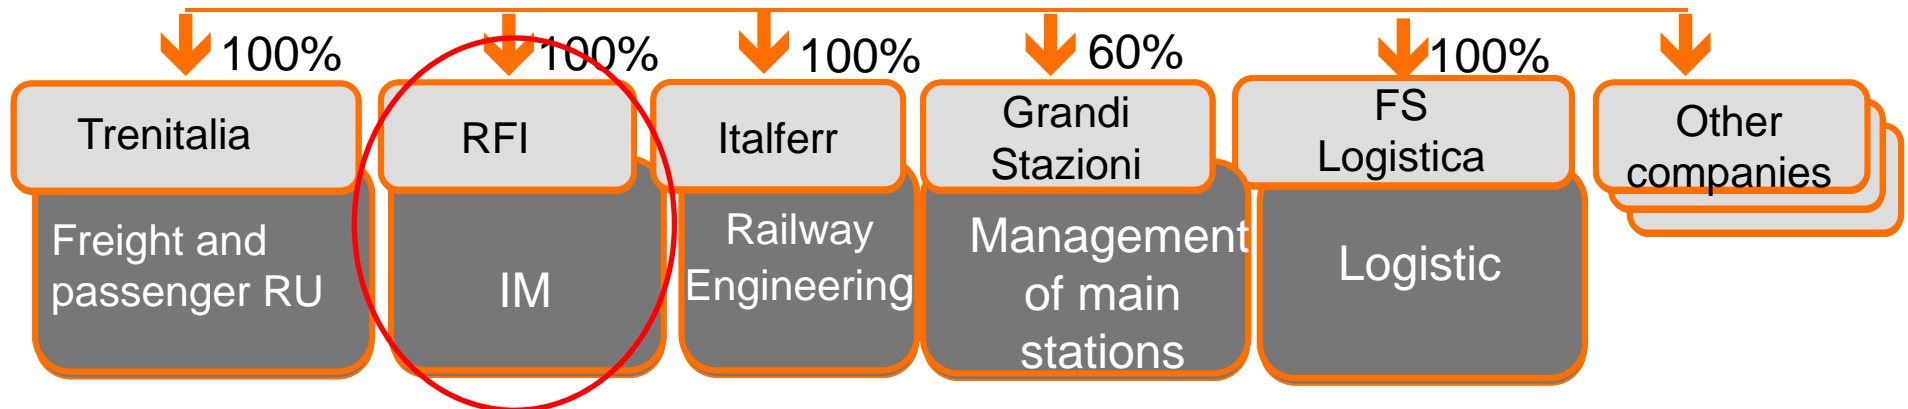 100%
100%
100%
60%
100%
Trenitalia
RFI
Italferr
Grandi
Stazioni
FS
Logistica
Other
companies
Freight and
passenger RU
IM
Railway
Engineering
Management
of main
stations
Logistic